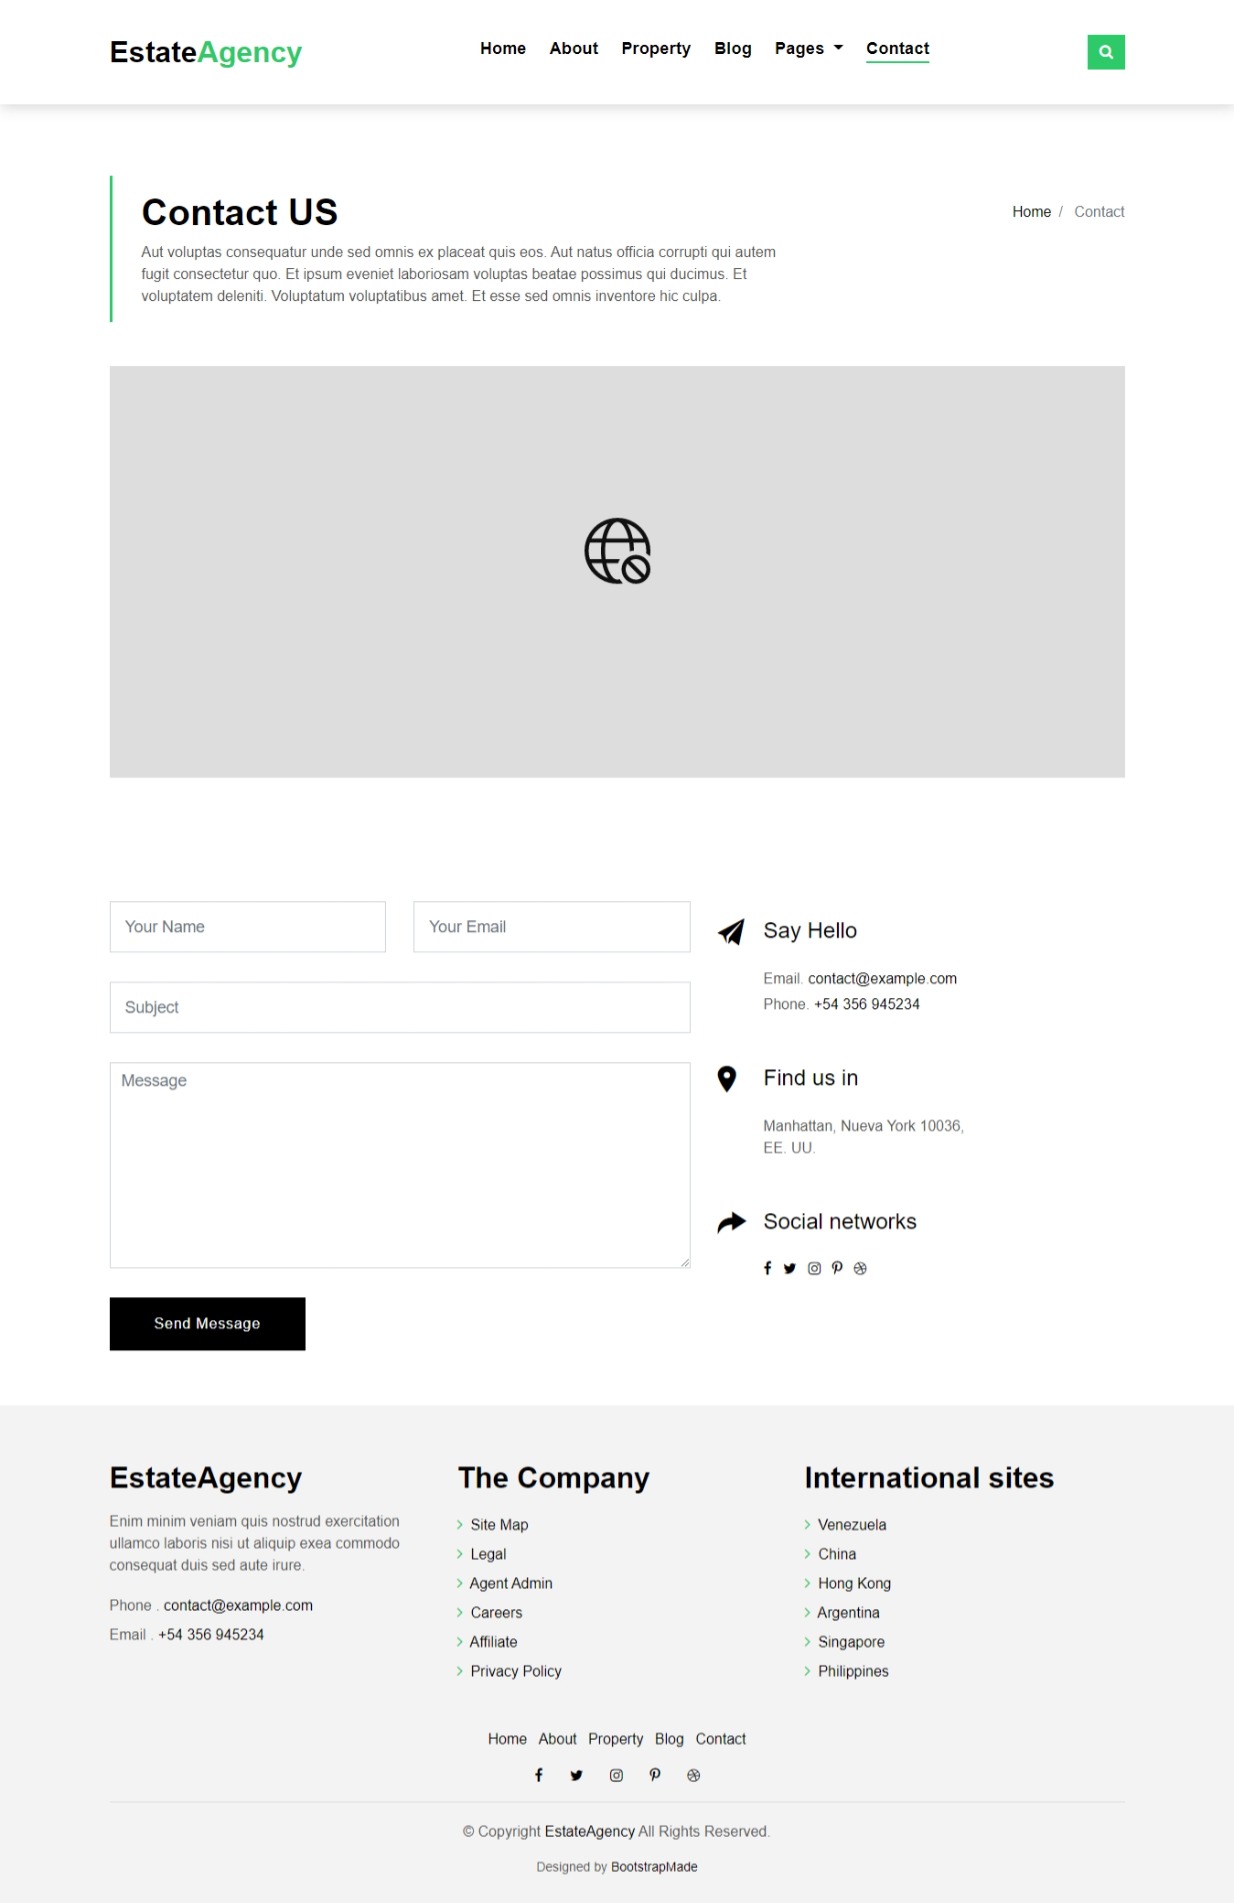 EstateAgency
Home About Property Blog Pages Contact
Contact US
Home / Contact
Aut voluptas consequatur unde sed omnis ex placeat quis eos. Aut natus officia corrupti qui autem
fugit consectetur quo. Et ipsum eveniet laboriosam voluptas beatae possimus qui ducimus. Et
voluptatem deleniti. Voluptatum voluptatibus amet. Et esse sed omnis inventore hic culpa.
Your Name
Your Email
Subject
Message
Send Message
Say Hello
Email. contact@example.com
Phone. +54 356 945234
Find us in
Manhattan, Nueva York 10036,
EE. UU.
Social networks
EstateAgency
Enim minim veniam quis nostrud exercitation
ullamco laboris nisi ut aliquip exea commodo
consequat duis sed aute irure.
Phone . contact@example.com
Email . +54 356 945234
The Company
Site Map
Legal
Agent Admin
Careers
Affiliate
Privacy Policy
International sites
Venezuela
China
Hong Kong
Argentina
Singapore
Philippines
Home About Property Blog Contact
© Copyright EstateAgency All Rights Reserved.
Designed by BootstrapMade